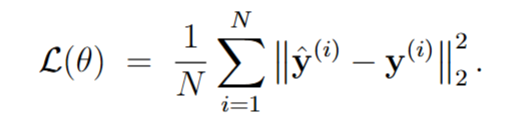 $\mathcal{L}(\theta) \;=\; \frac{1}{N} \sum_{i=1}^{N} \left\| \hat{\mathbf{y}}^{(i)} - \mathbf{y}^{(i)} \right\|_2^2 .$